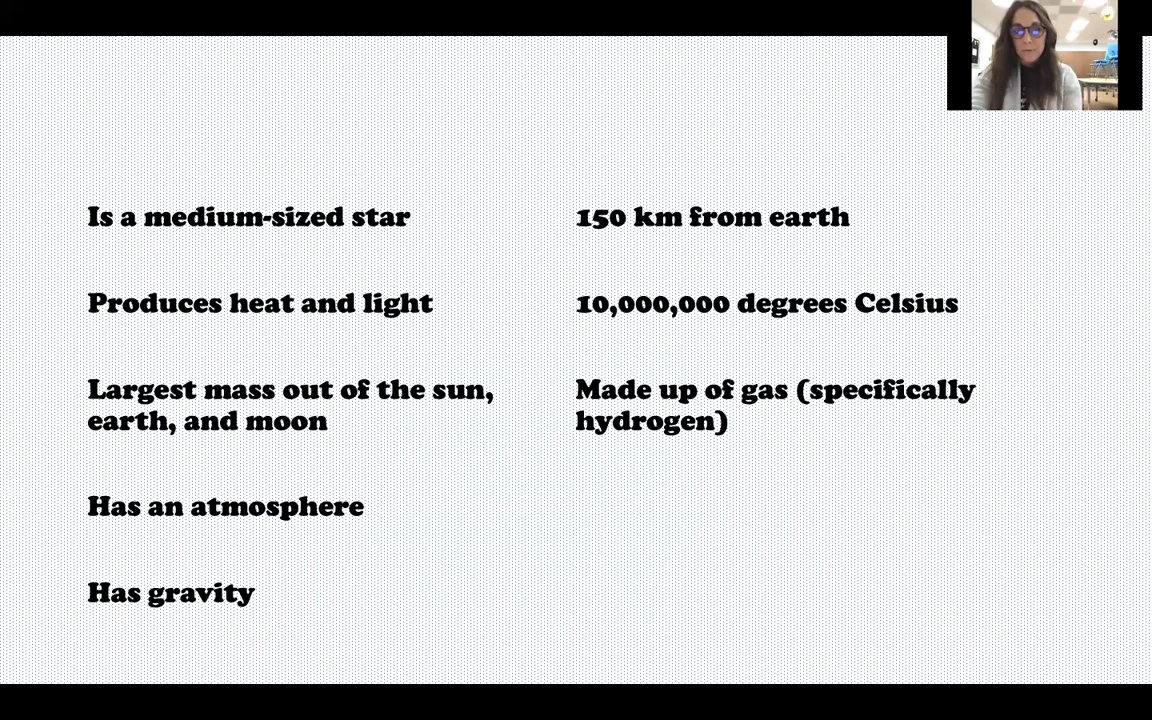 Is a medium-sized star
Produces heat and light
Largest mass out of the sun,
earth, and moon
Has an atmosphere
Has gravity
150 km from earth
10,000,000 degrees Celsius
Made up of gas (specifically
hydrogen)